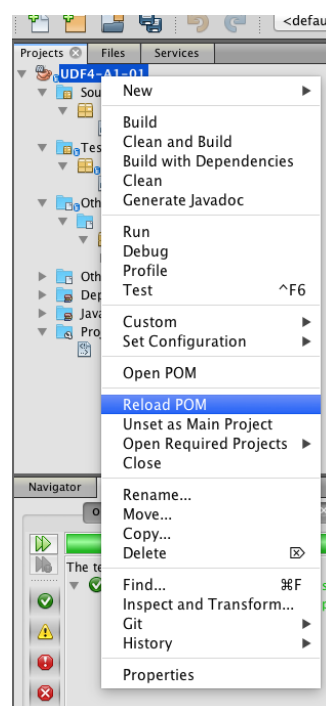 <defau
Projects Files Services
UDF4-A1-01
Sou
Tes
Oth
Oth
Dep
Java
Pro
New
Build
Clean and Build
Build with Dependencies
Clean
Generate Javadoc
Run
Debug
Profile
Test ^F6
Custom
Set Configuration
Open POM
Reload POM
Unset as Main Project
Open Required Projects
Close
Rename...
Move...
Copy...
Delete
Find... ⌘F
Inspect and Transform...
Git
History
Properties
Navigator
The te